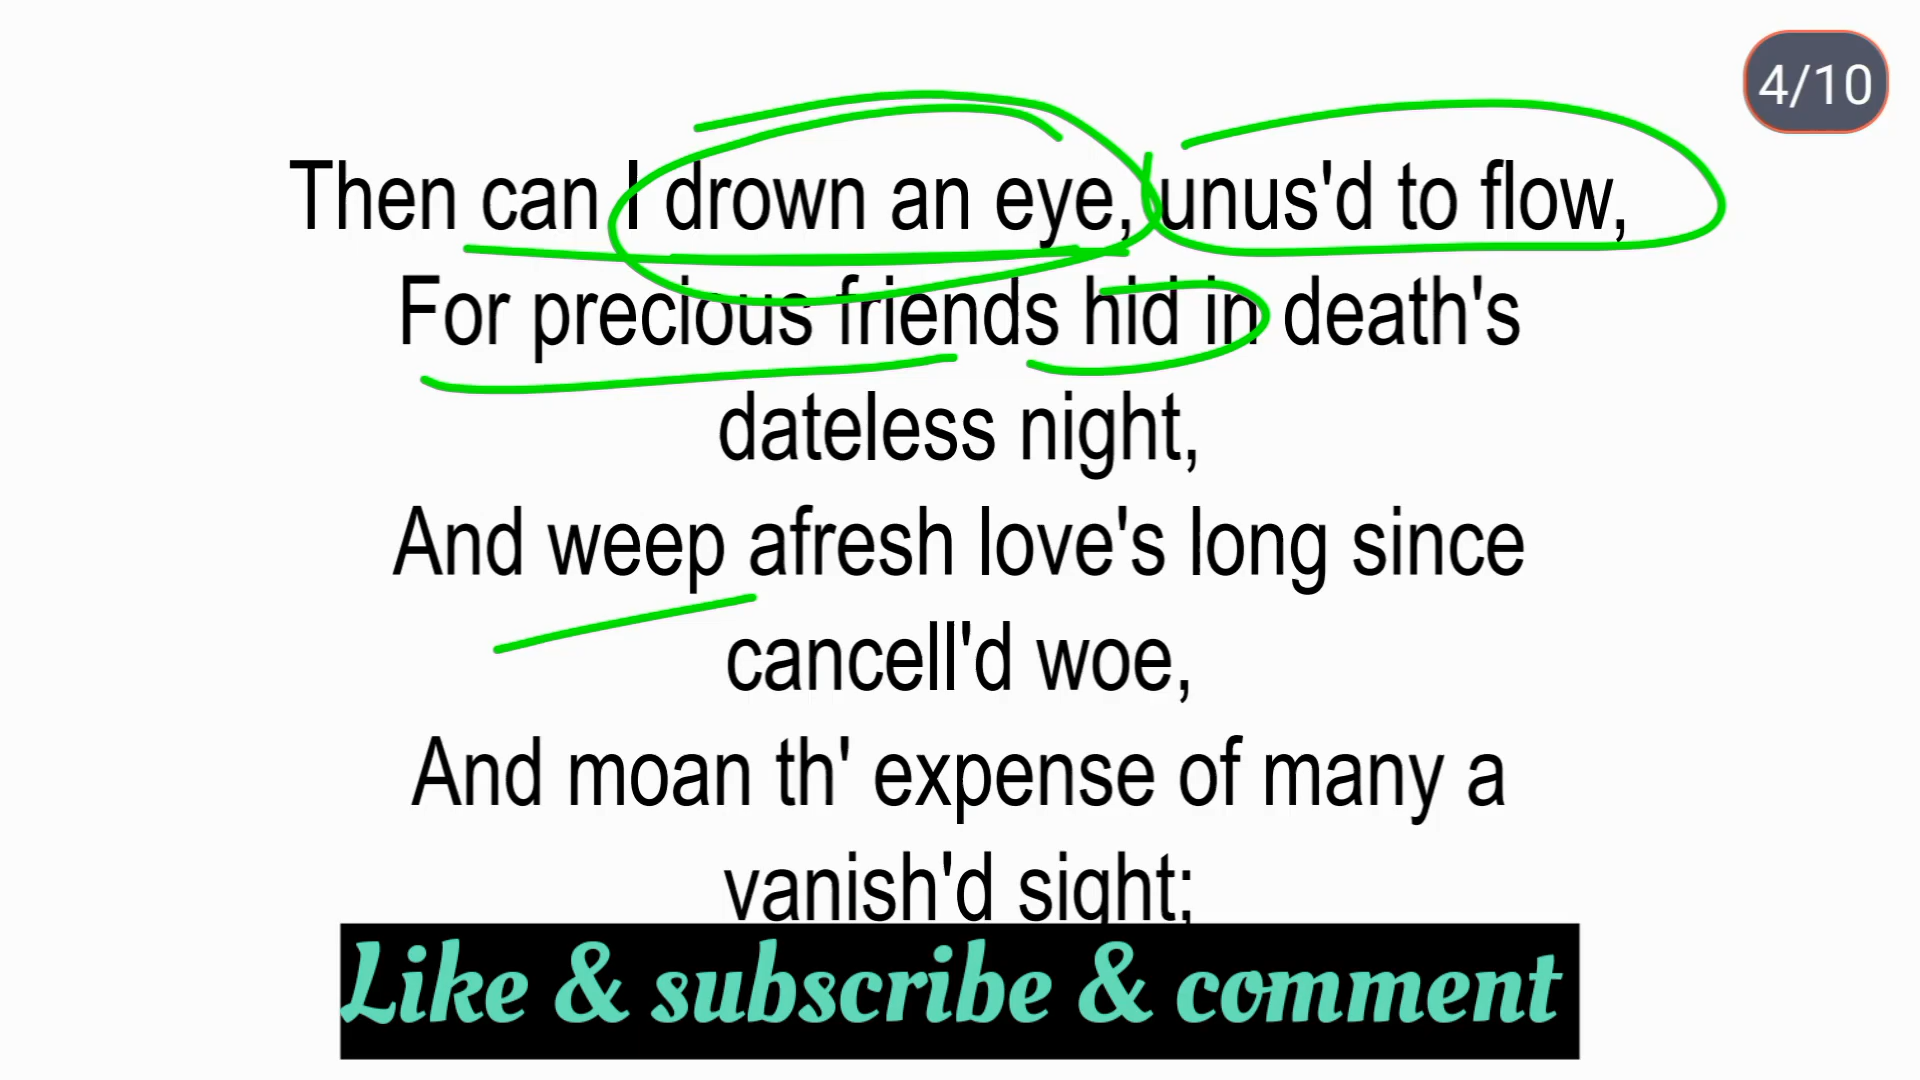 4/10
Then can I drown an eye, unus'd to flow,
For precious friends hid in death's
dateless night,
And weep afresh love's long since
cancell'd woe,
And moan th' expense of many a
vanish'd sight;
Like & subscribe & comment